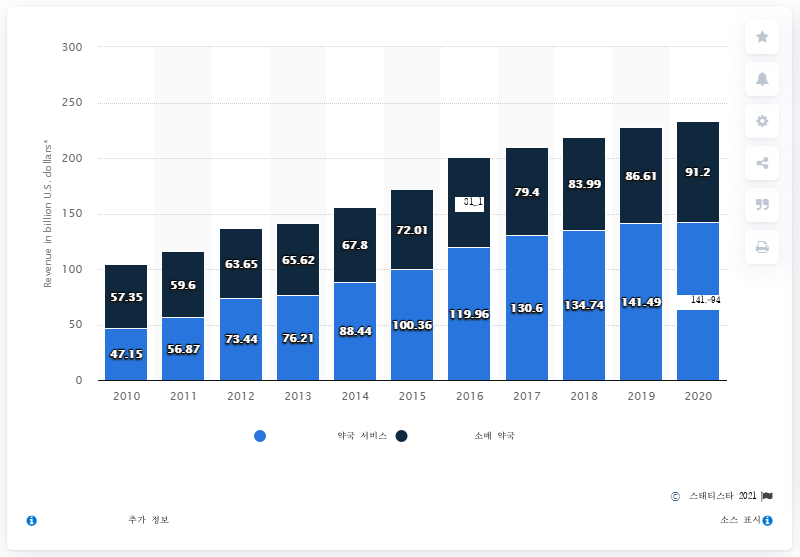 300
250
200
150
100
50
0
Revenue in billion U.S. dollars*
57.35 59.6 63.65 65.62 67.8 72.01 81_1 79.4 83.99 86.61 91.2
47.15 56.87 73.44 76.21 88.44 100.36 119.96 130.6 134.74 141.49 141.-94
2010 2011 2012 2013 2014 2015 2016 2017 2018 2019 2020
약국 서비스 소매 약국
© 스태티스타 2021
추가 정보 소스 표시